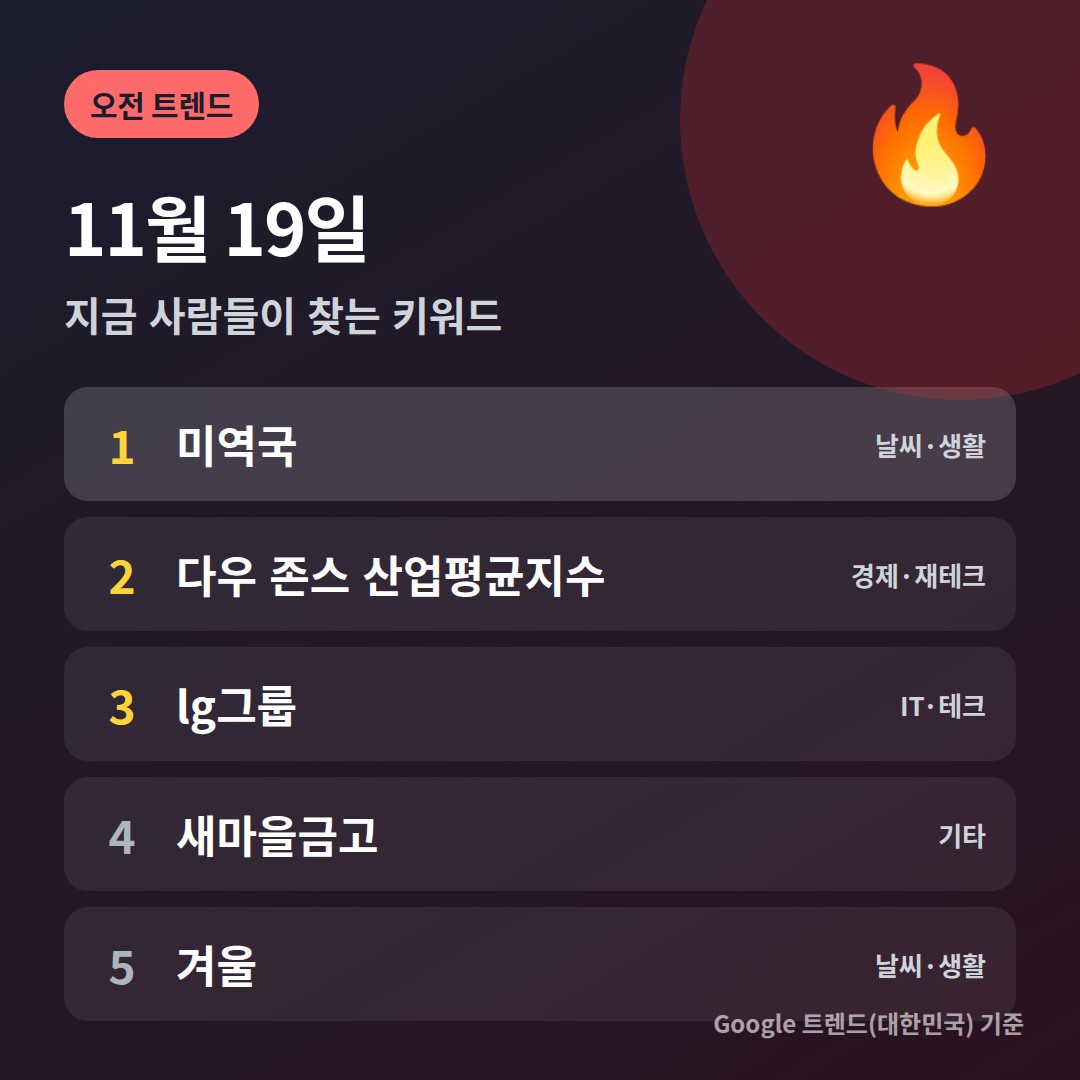 오전 트렌드
11월 19일
지금 사람들이 찾는 키워드
1 미역국 날씨·생활
2 다우 존스 산업평균지수 경제·재테크
3 lg그룹 IT·테크
4 새마을금고 기타
5 겨울 날씨·생활
Google 트렌드(대한민국) 기준